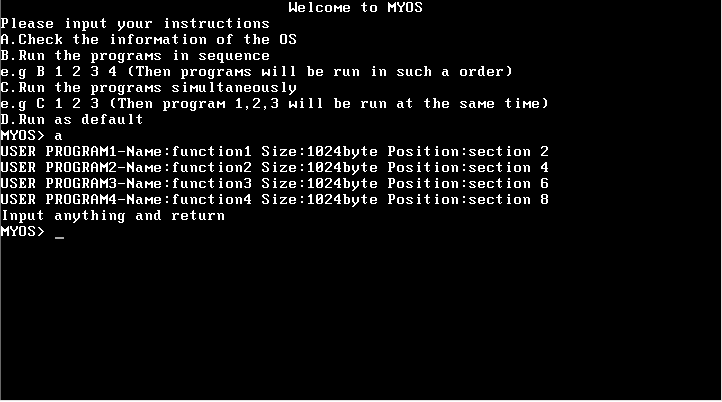 Welcome to MYOS
Please input your instructions
A.Check the information of the OS
B.Run the programs in sequence
e.g B 1 2 3 4 (Then programs will be run in such a order)
C.Run the programs simultaneously
e.g C 1 2 3 (Then program 1,2,3 will be run at the same time)
D.Run as default
MYOS> a
USER PROGRAM1-Name:function1 Size:1024byte Position:section 2
USER PROGRAM2-Name:function2 Size:1024byte Position:section 4
USER PROGRAM3-Name:function3 Size:1024byte Position:section 6
USER PROGRAM4-Name:function4 Size:1024byte Position:section 8
Input anything and return
MYOS> _